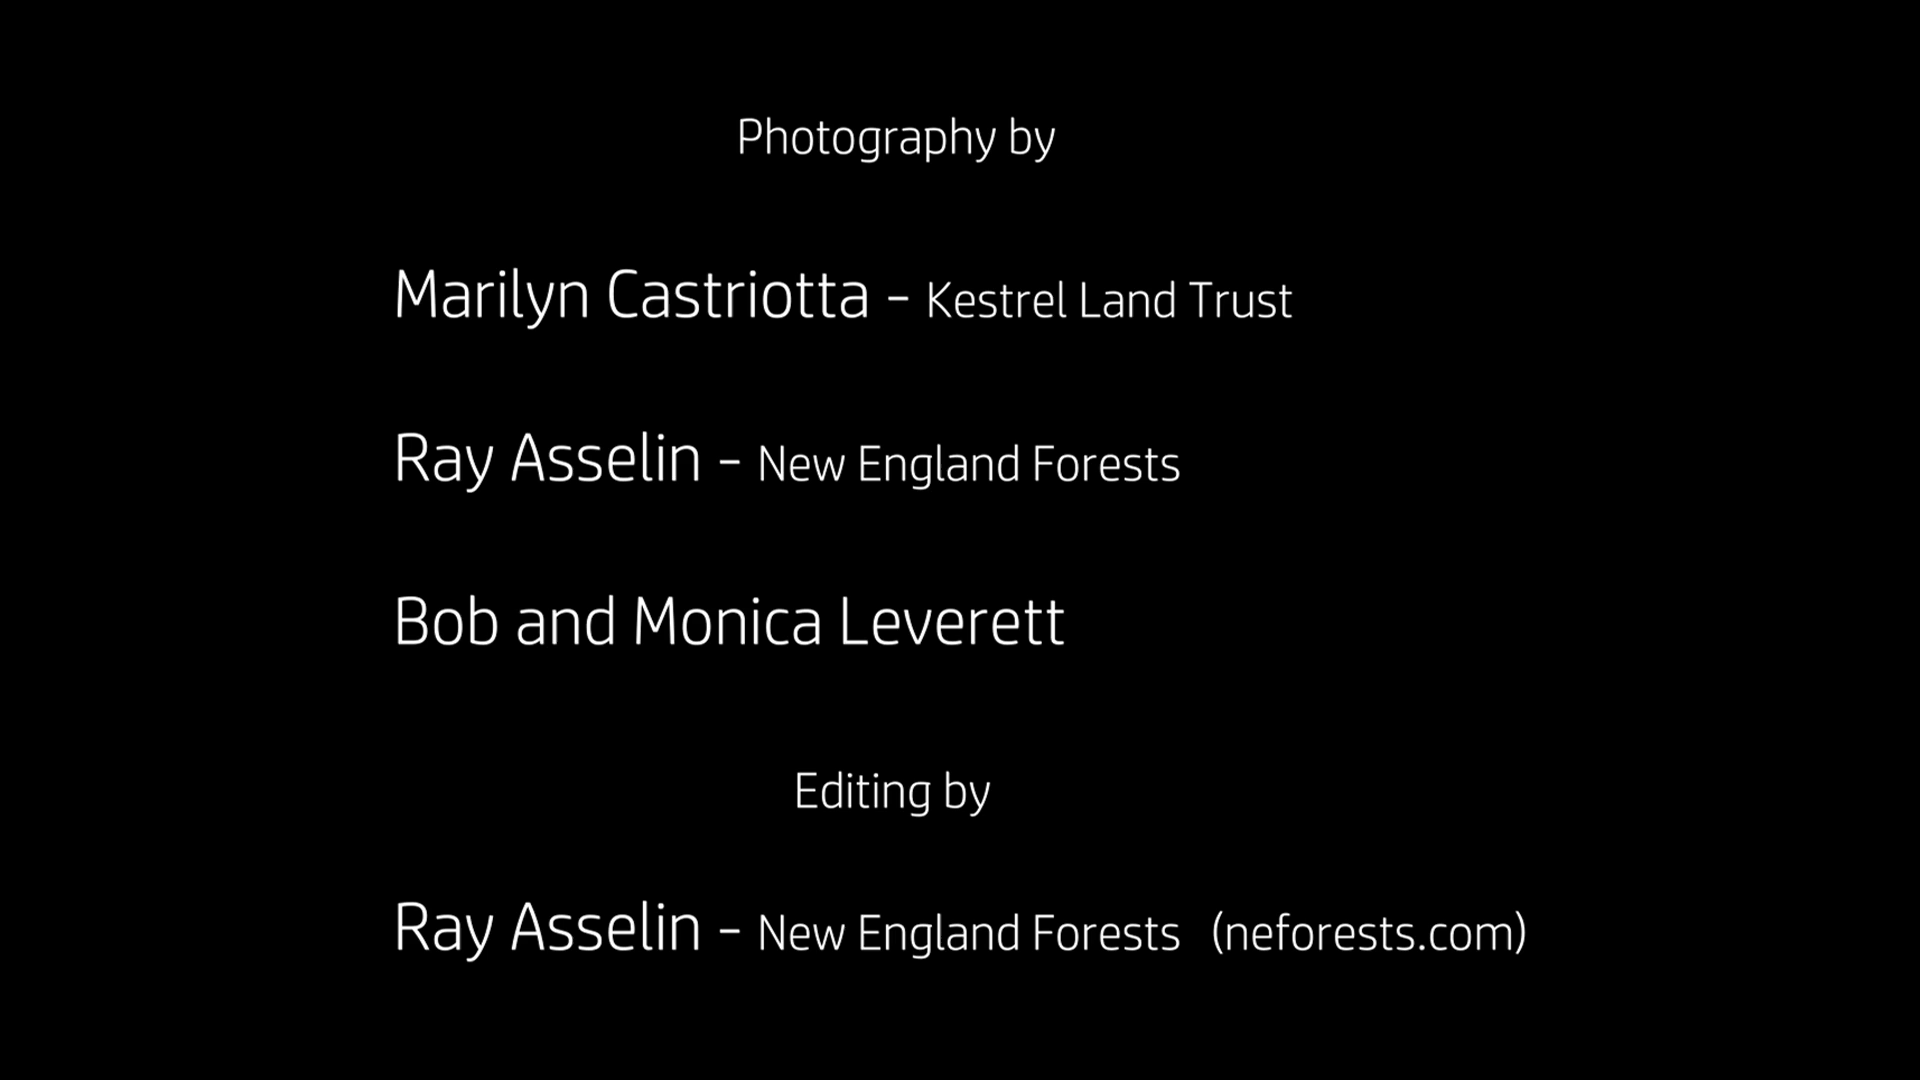 Photography by
Marilyn Castriotta - Kestrel Land Trust
Ray Asselin - New England Forests
Bob and Monica Leverett
Editing by
Ray Asselin - New England Forests (neforests.com)